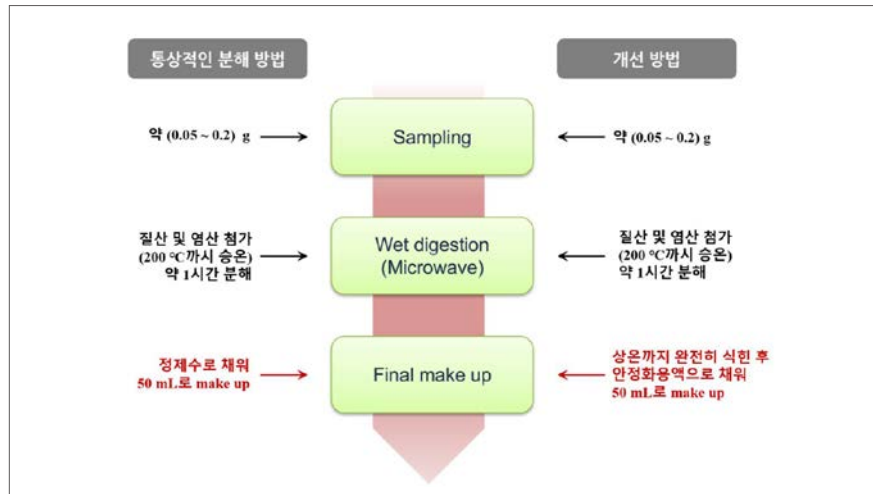 통상적인 분해 방법
개선 방법
약 (0.05 ~ 0.2) g
Sampling
약 (0.05 ~ 0.2) g
질산 및 염산 첨가
(200 ℃까지 승온)
약 1시간 분해
Wet digestion
(Microwave)
질산 및 염산 첨가
(200 ℃까지 승온)
약 1시간 분해
정제수로 채워
50 mL로 make up
Final make up
상온까지 완전히 식힌 후
안정화용액으로 채워
50 mL로 make up